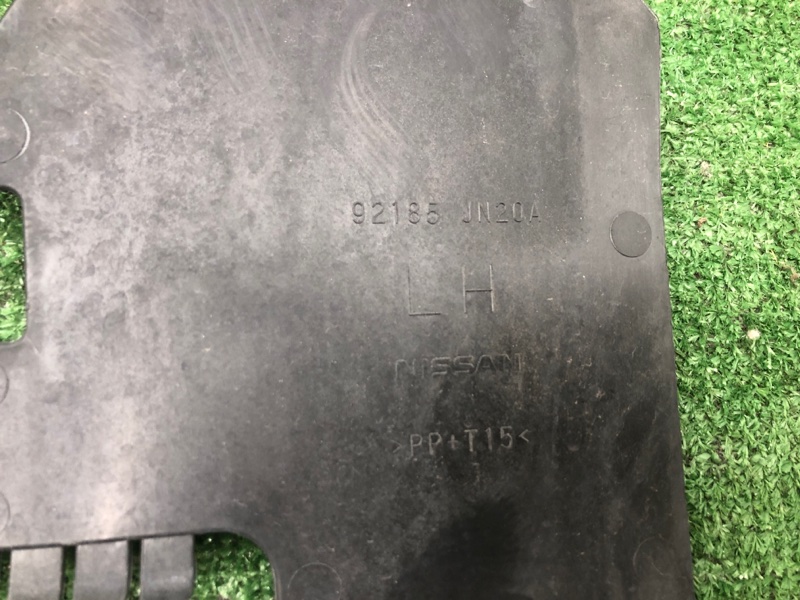 92185 JN20A
LH
NISSAN
>PP+T15<